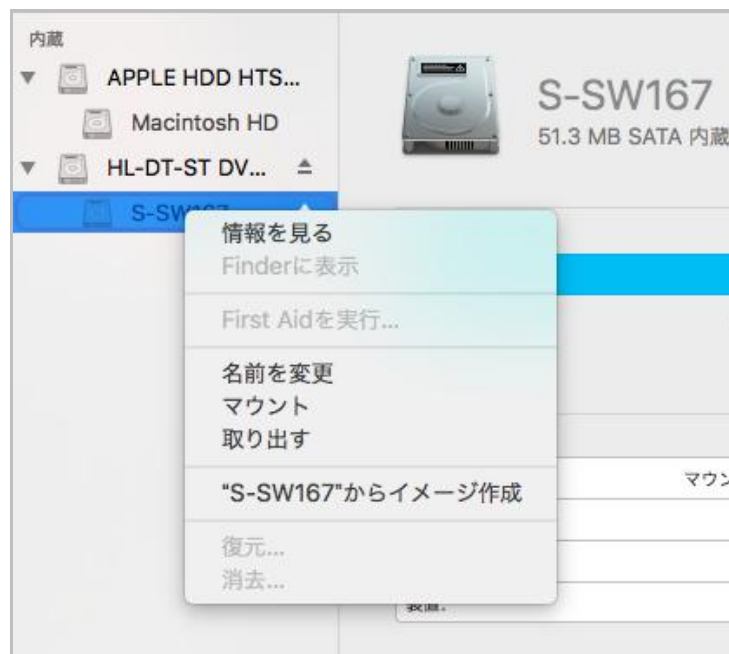 内蔵
APPLE HDD HTS...
Macintosh HD
HL-DT-ST DV...
S-SW167
S-SW167
51.3 MB SATA 内蔵
情報を見る
Finderに表示
First Aidを実行...
名前を変更
マウント
取り出す
"S-SW167"からイメージ作成
復元...
消去...
マウン
装置: